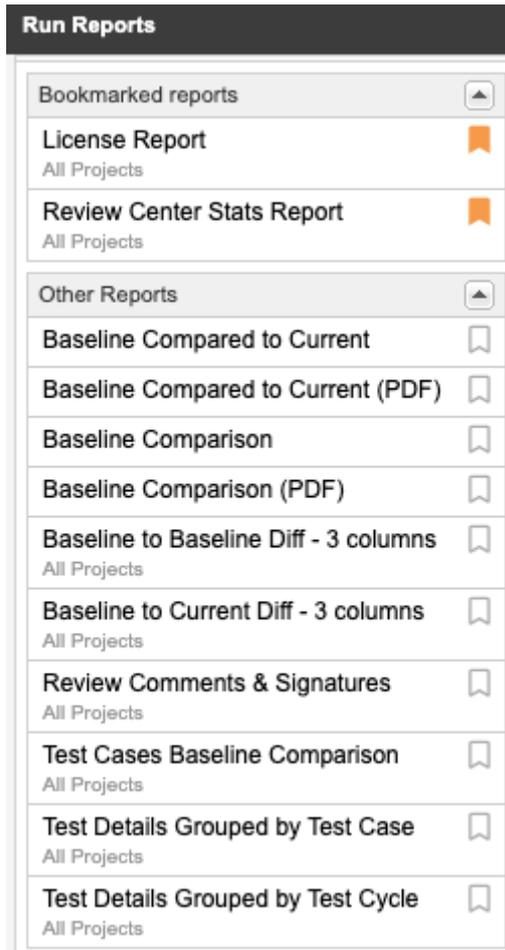 Run Reports
Bookmarked reports
License Report
All Projects
Review Center Stats Report
All Projects
Other Reports
Baseline Compared to Current
Baseline Compared to Current (PDF)
Baseline Comparison
Baseline Comparison (PDF)
Baseline to Baseline Diff - 3 columns
All Projects
Baseline to Current Diff - 3 columns
All Projects
Review Comments & Signatures
All Projects
Test Cases Baseline Comparison
All Projects
Test Details Grouped by Test Case
All Projects
Test Details Grouped by Test Cycle
All Projects